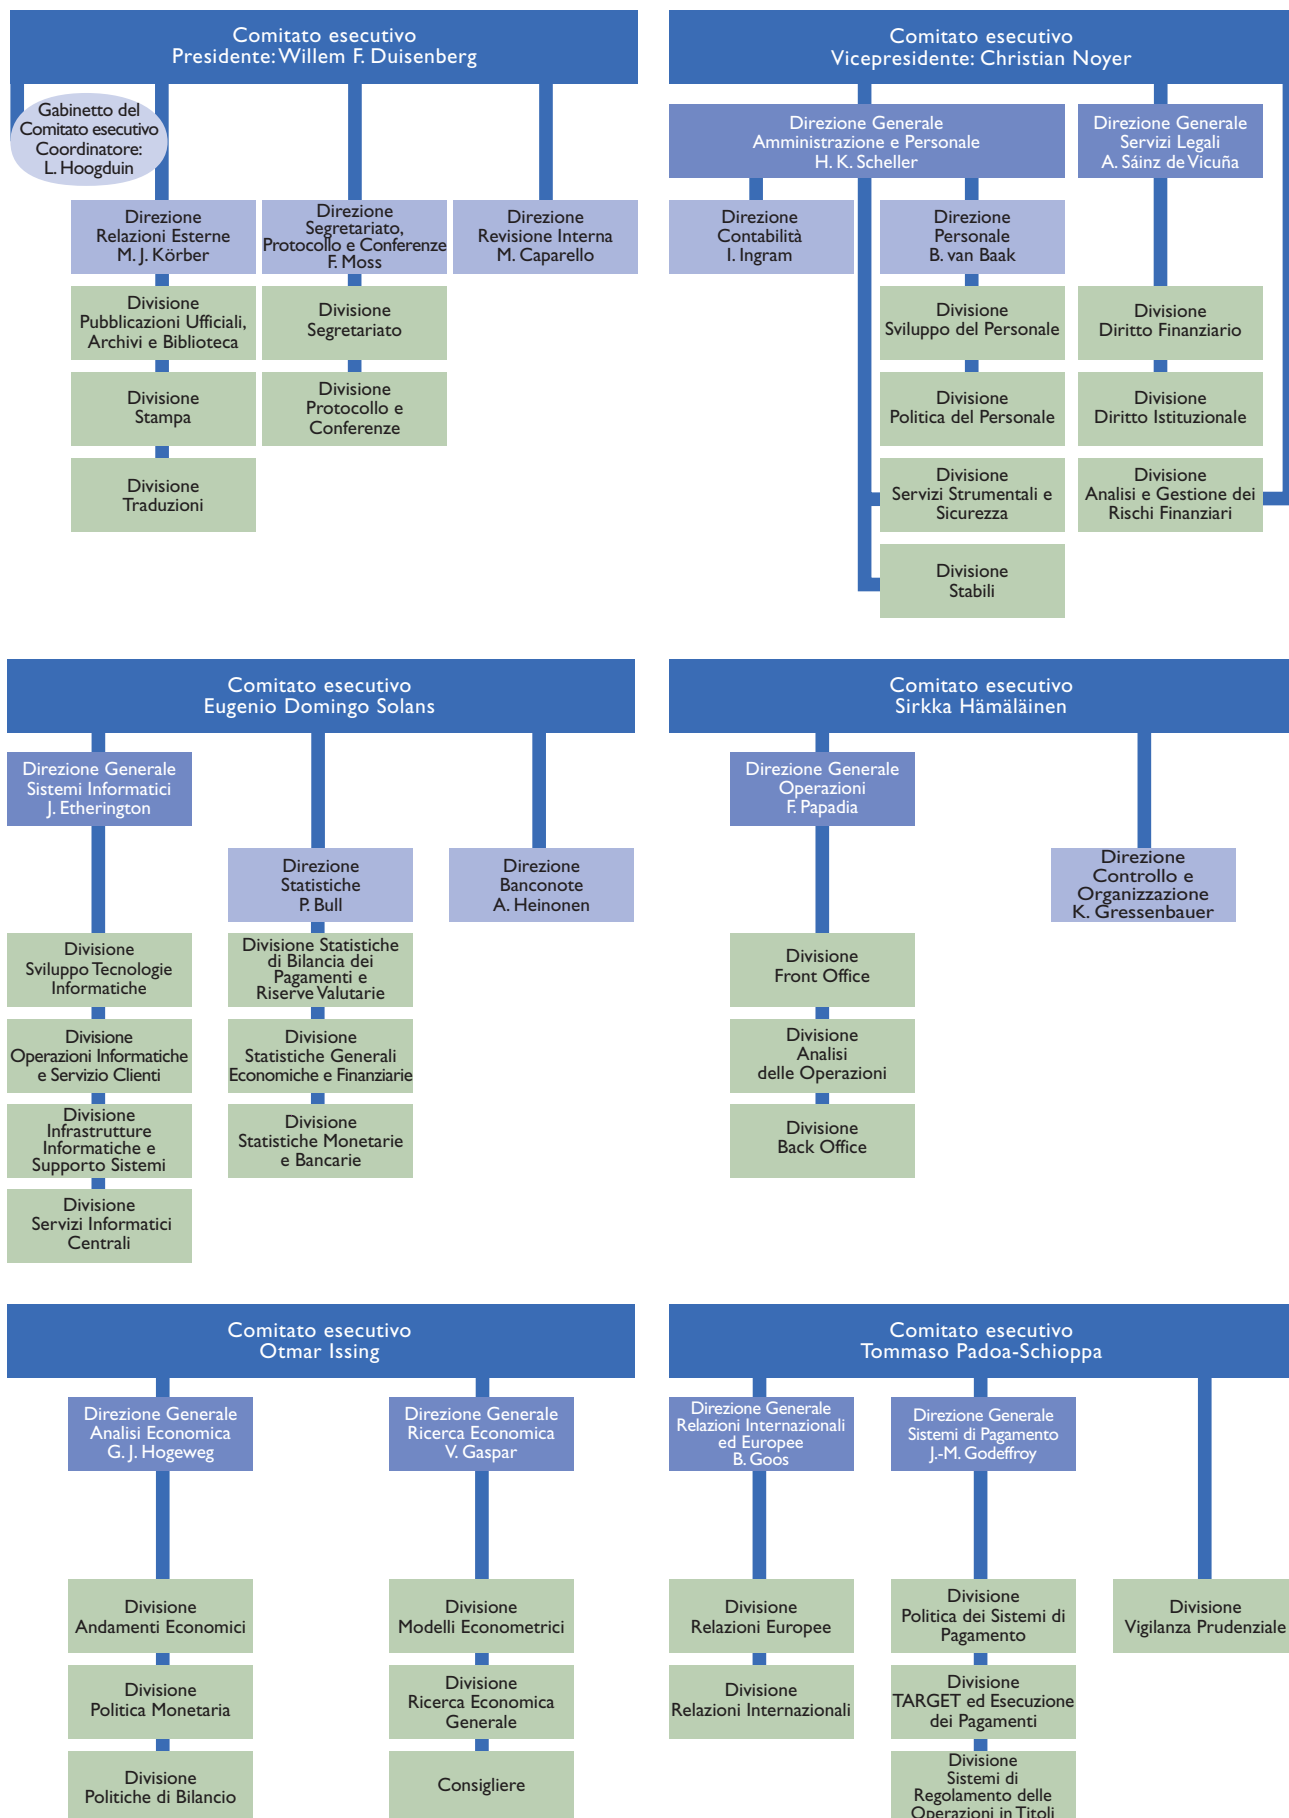 Comitato esecutivo
Presidente: Willem F. Duisenberg
Gabinetto del
Comitato esecutivo
Coordinatore:
L. Hoogduin
Direzione
Relazioni Esterne
M. J. Körber
Divisione
Pubblicazioni Ufficiali,
Archivi e Biblioteca
Divisione
Stampa
Divisione
Traduzioni
Direzione
Segretariato,
Protocollo e Conferenze
F. Moss
Divisione
Segretariato
Divisione
Protocollo e
Conferenze
Direzione
Revisione Interna
M. Caparello
Comitato esecutivo
Vicepresidente: Christian Noyer
Direzione Generale
Amministrazione e Personale
H. K. Scheller
Direzione
Contabilità
I. Ingram
Direzione
Personale
B. van Baak
Divisione
Sviluppo del Personale
Divisione
Politica del Personale
Divisione
Servizi Strumentali e
Sicurezza
Divisione
Stabili
Direzione Generale
Servizi Legali
A. Sáinz de Vicuña
Divisione
Diritto Finanziario
Divisione
Diritto Istituzionale
Divisione
Analisi e Gestione dei
Rischi Finanziari
Comitato esecutivo
Eugenio Domingo Solans
Direzione Generale
Sistemi Informatici
J. Etherington
Divisione
Sviluppo Tecnologie
Informatiche
Divisione
Operazioni Informatiche
e Servizio Clienti
Divisione
Infrastrutture
Informatiche e
Supporto Sistemi
Divisione
Servizi Informatici
Centrali
Direzione
Statistiche
P. Bull
Divisione Statistiche
di Bilancia dei
Pagamenti e
Riserve Valutarie
Divisione
Statistiche Generali
Economiche e Finanziarie
Divisione
Statistiche Monetarie
e Bancarie
Direzione
Banconote
A. Heinonen
Comitato esecutivo
Sirkka Hämäläinen
Direzione Generale
Operazioni
F. Papadia
Divisione
Front Office
Divisione
Analisi
delle Operazioni
Divisione
Back Office
Direzione
Controllo e
Organizzazione
K. Gressenbauer
Comitato esecutivo
Otmar Issing
Direzione Generale
Analisi Economica
G. J. Hogeweg
Divisione
Andamenti Economici
Divisione
Politica Monetaria
Divisione
Politiche di Bilancio
Direzione Generale
Ricerca Economica
V. Gaspar
Divisione
Modelli Econometrici
Divisione
Ricerca Economica
Generale
Consigliere
Comitato esecutivo
Tommaso Padoa-Schioppa
Direzione Generale
Relazioni Internazionali
ed Europee
B. Goos
Divisione
Relazioni Europee
Divisione
Relazioni Internazionali
Direzione Generale
Sistemi di Pagamento
J.-M. Godeffroy
Divisione
Politica dei Sistemi di
Pagamento
Divisione
TARGET ed Esecuzione
dei Pagamenti
Divisione
Sistemi di
Regolamento delle
Operazioni in Titoli
Divisione
Vigilanza Prudenziale